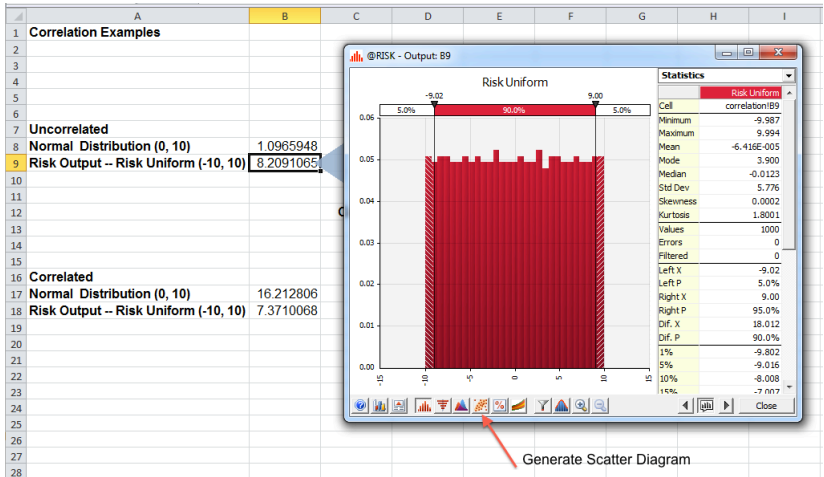 A B C D E F G H I
1 Correlation Examples
2
3
4
5
6
7 Uncorrelated
8 Normal Distribution (0, 10) 1.0965948
9 Risk Output -- Risk Uniform (-10, 10) 8.2091065
10
11
12
13
14
15
16 Correlated
17 Normal Distribution (0, 10) 16.212806
18 Risk Output -- Risk Uniform (-10, 10) 7.3710068
19
20
21
22
23
24
25
26
27
28
@RISK - Output: B9
Risk Uniform
-9.02 9.00
5.0% 90.0% 5.0%
0.06
0.05
0.04
0.03
0.02
0.01
0.00
-15 -10 -5 0 5 10 15
Statistics
Risk Uniform
Cell correlation!B9
Minimum -9.987
Maximum 9.994
Mean -6.416E-005
Mode 3.900
Median -0.0123
Std Dev 5.776
Skewness 0.0002
Kurtosis 1.8001
Values 1000
Errors 0
Filtered 0
Left X -9.02
Left P 5.0%
Right X 9.00
Right P 95.0%
Dif. X 18.012
Dif. P 90.0%
1% -9.802
5% -9.016
10% -8.008
15% -7.007
Close
Generate Scatter Diagram